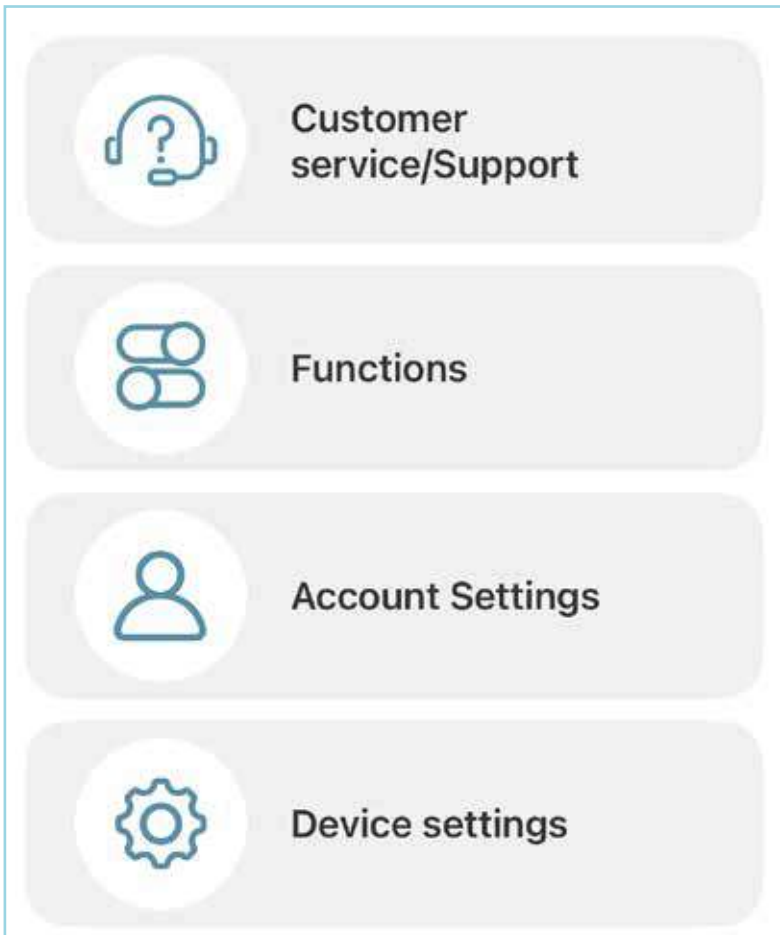 Customer
service/Support
Functions
Account Settings
Device settings